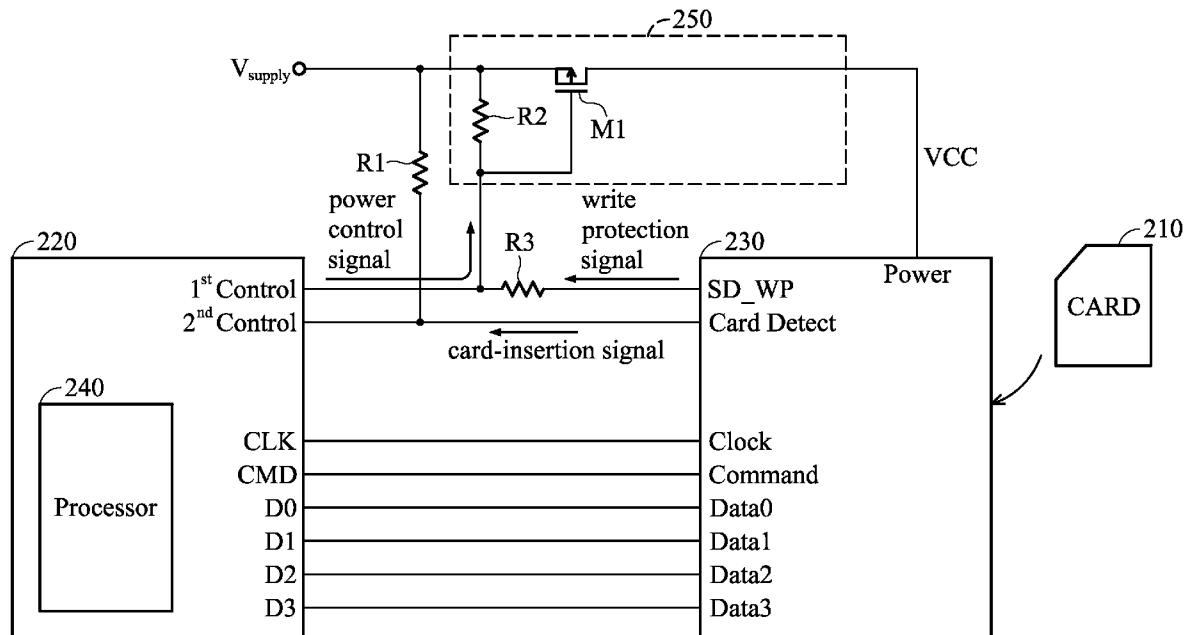 250
V_supply
R2
M1
R1
VCC
power
control
signal
write
protection
signal
220
R3
230
210
Power
1st Control
SD_WP
CARD
2nd Control
Card Detect
card-insertion signal
240
Processor
CLK
Clock
CMD
Command
D0
Data0
D1
Data1
D2
Data2
D3
Data3